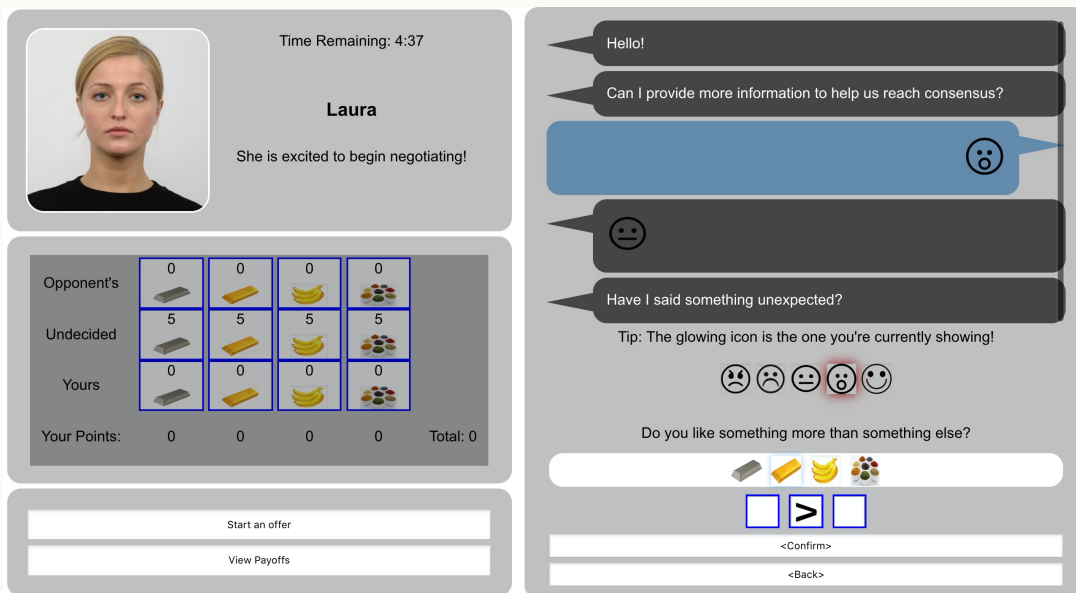 Time Remaining: 4:37
Laura
She is excited to begin negotiating!
Opponent's 0 0 0 0
Undecided 5 5 5 5
Yours 0 0 0 0
Your Points: 0 0 0 0 Total: 0
Start an offer
View Payoffs
Hello!
Can I provide more information to help us reach consensus?
Have I said something unexpected?
Tip: The glowing icon is the one you're currently showing!
Do you like something more than something else?
>
<Confirm>
<Back>